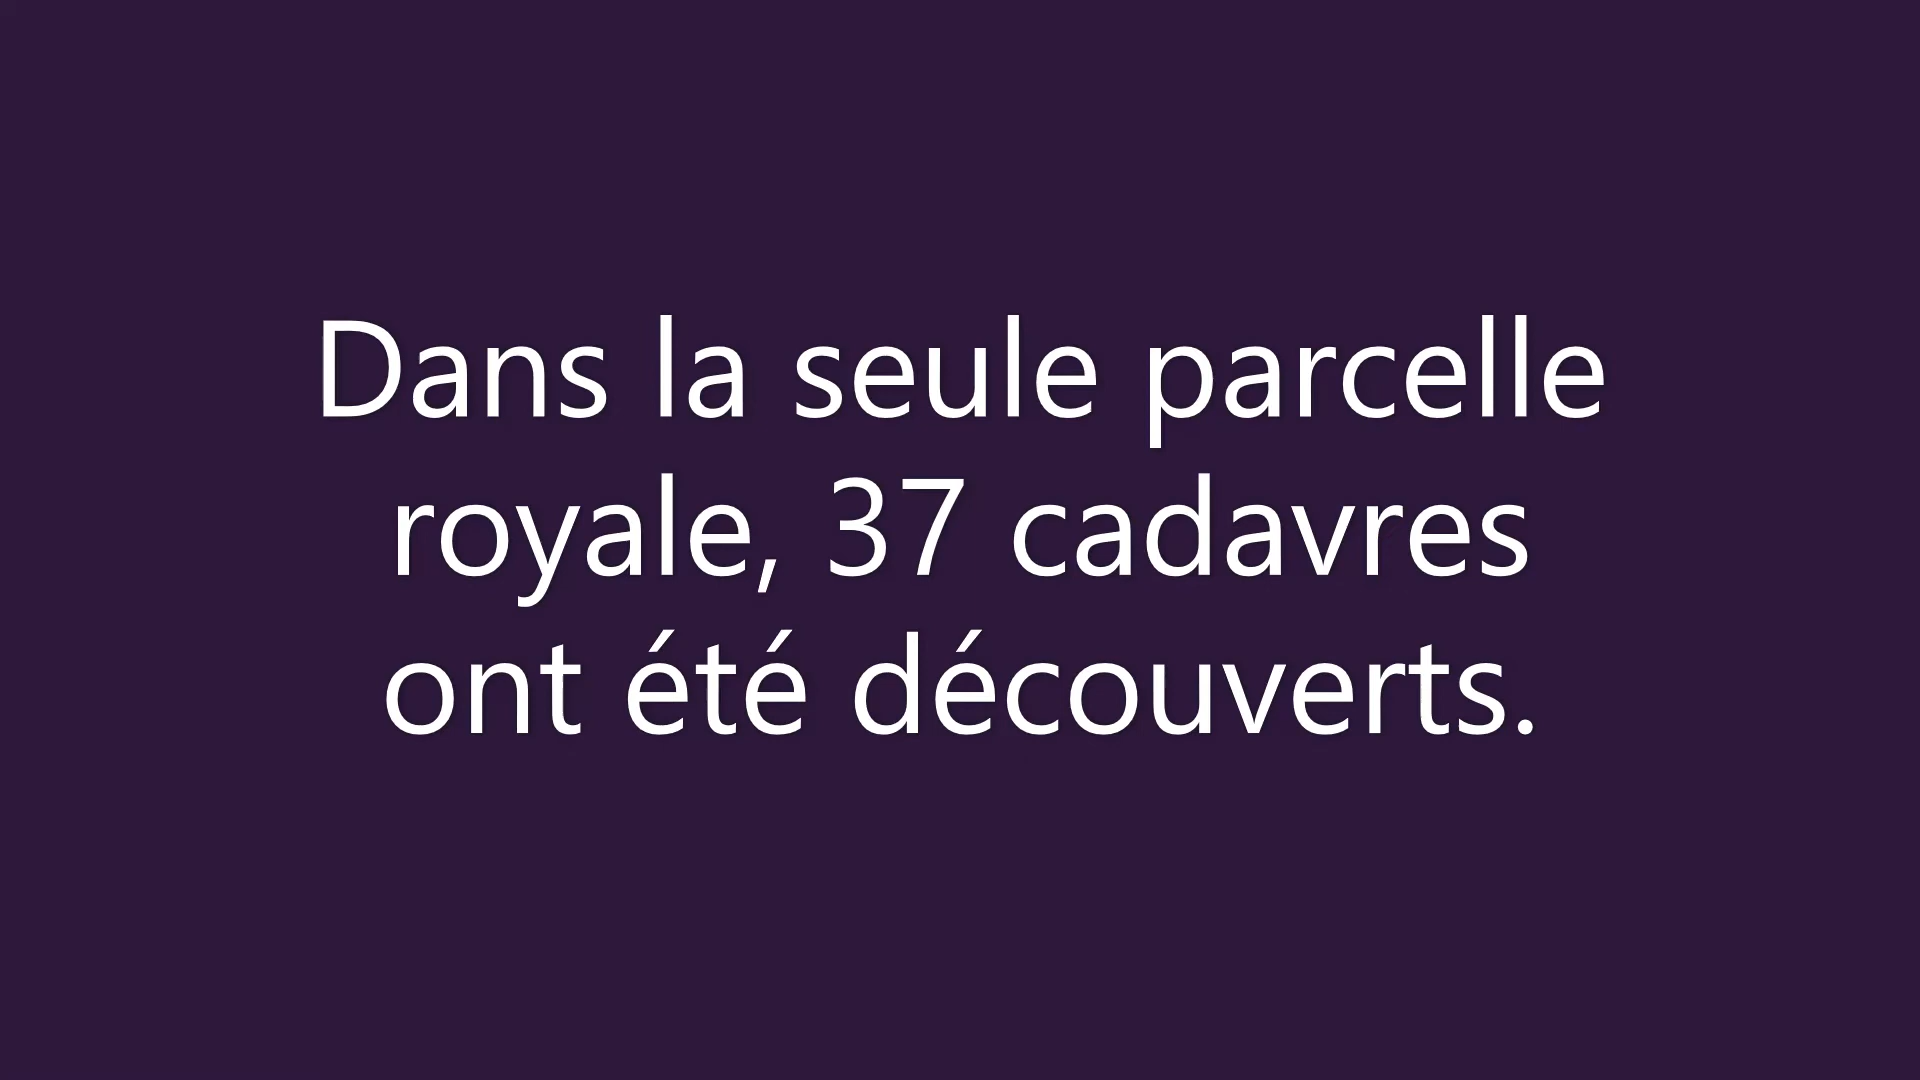 Dans la seule parcelle
royale, 37 cadavres
ont été découverts.